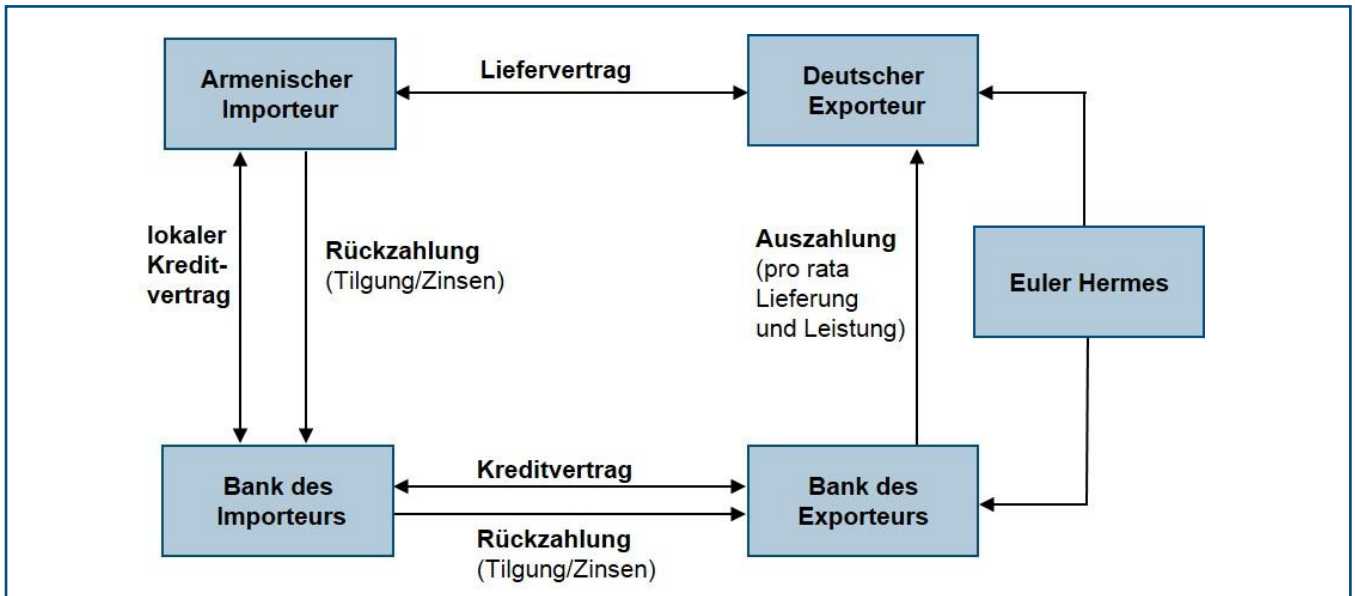 Armenischer
Importeur
Liefervertrag
Deutscher
Exporteur
lokaler
Kredit-
vertrag
Rückzahlung
(Tilgung/Zinsen)
Auszahlung
(pro rata
Lieferung
und Leistung)
Euler Hermes
Bank des
Importeurs
Kreditvertrag
Rückzahlung
(Tilgung/Zinsen)
Bank des
Exporteurs